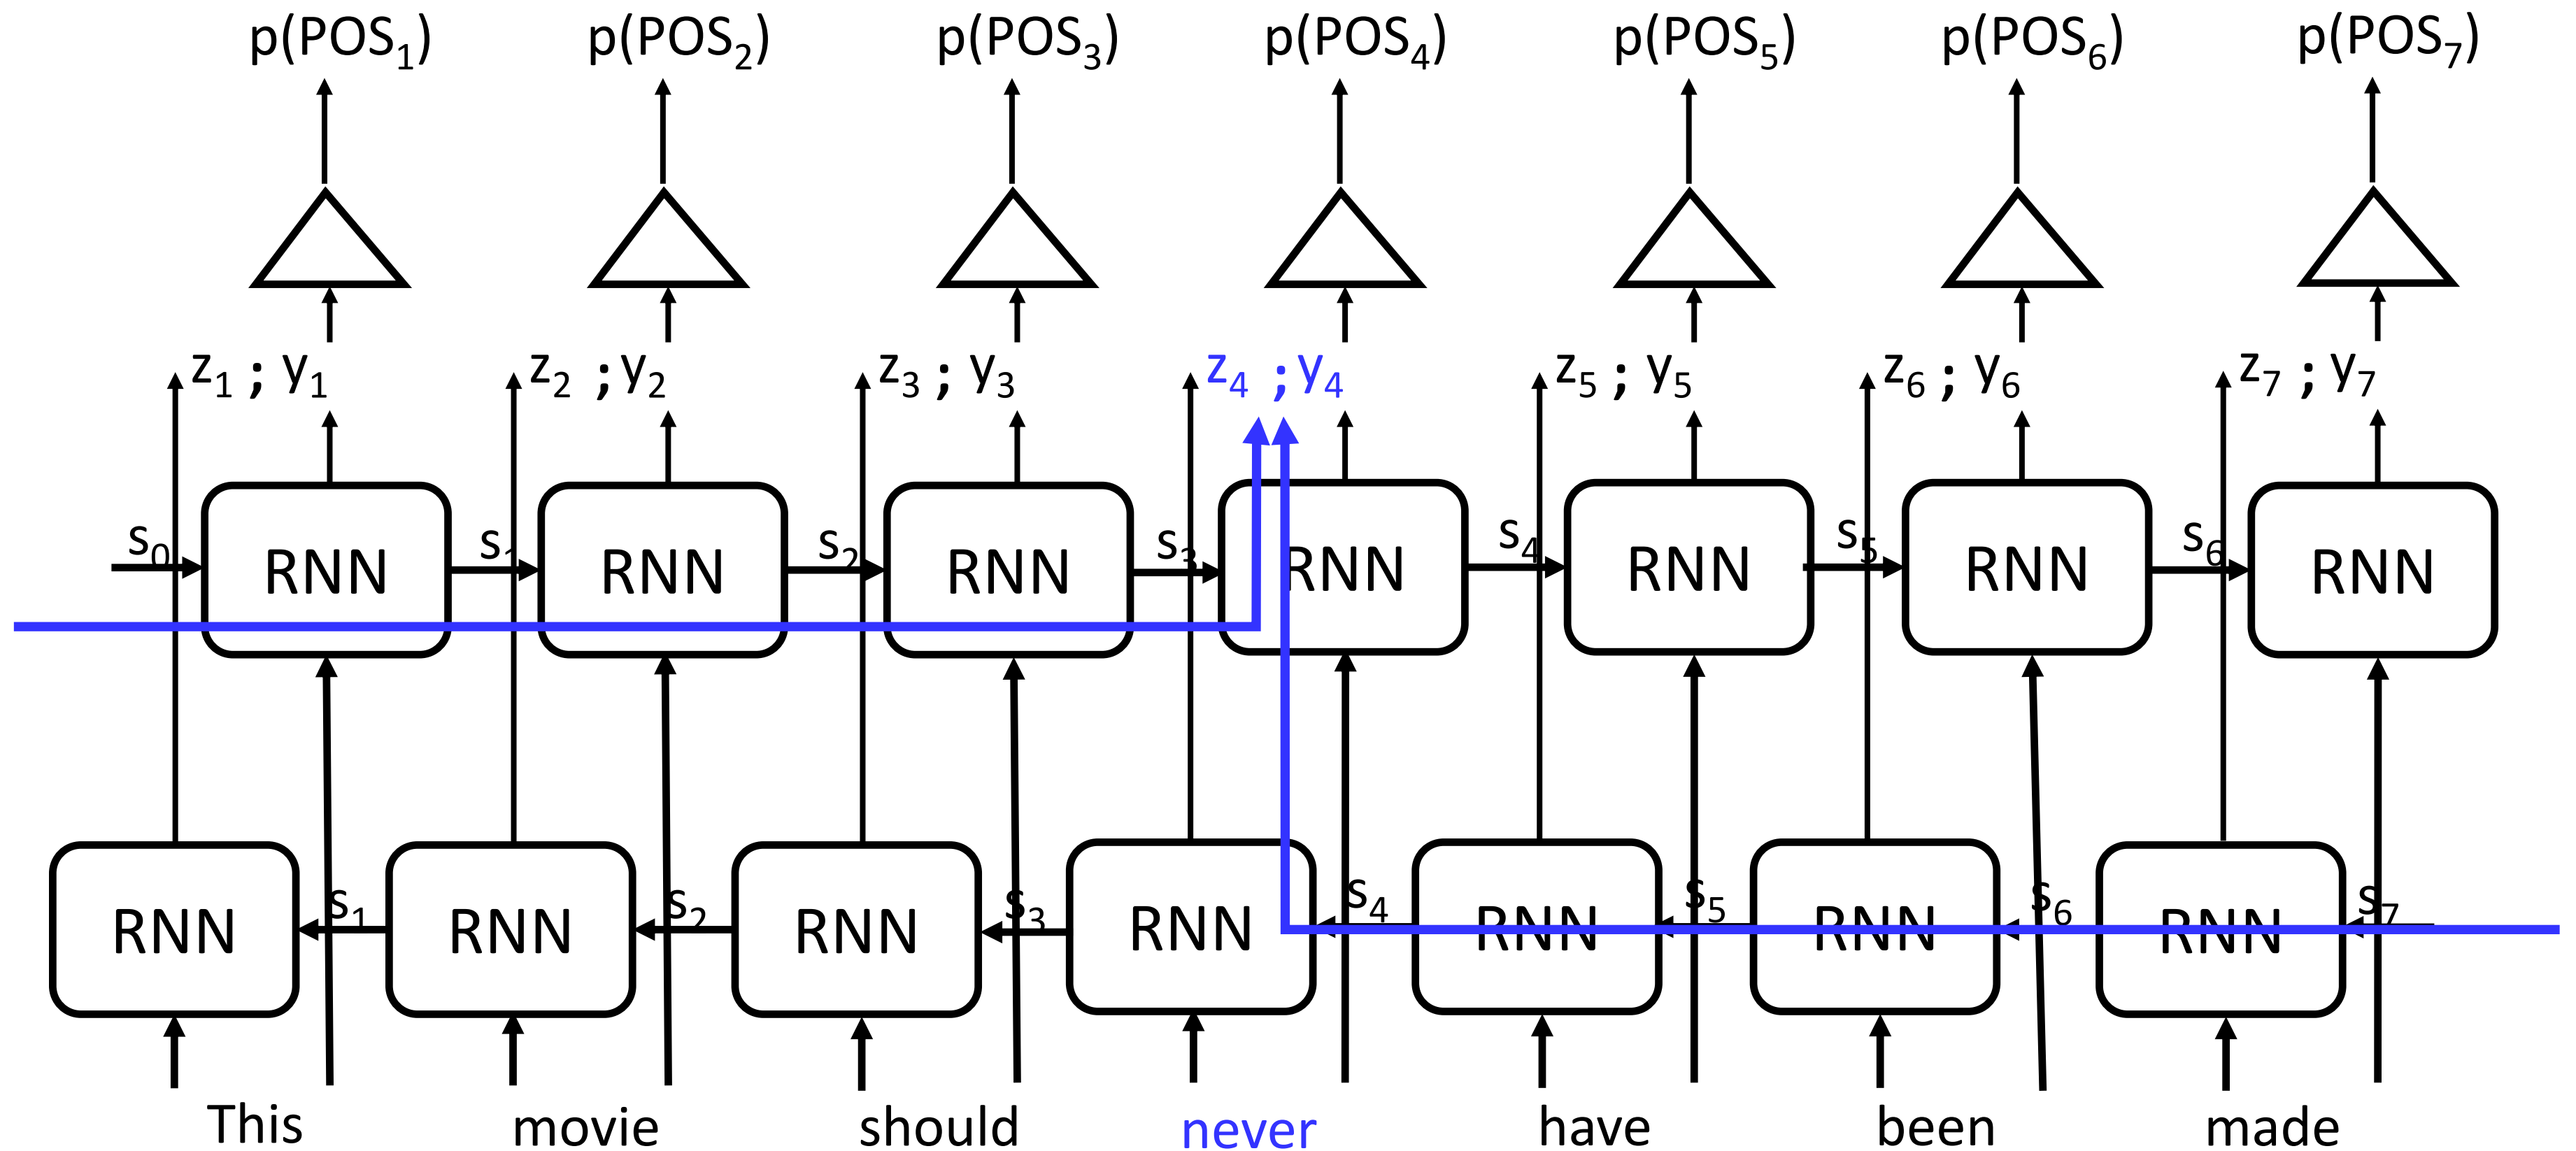 p(POS₁) p(POS₂) p(POS₃) p(POS₄) p(POS₅) p(POS₆) p(POS₇)
z₁ ; y₁ z₂ ; y₂ z₃ ; y₃ z₄ ; y₄ z₅ ; y₅ z₆ ; y₆ z₇ ; y₇
s₀ RNN s₁ RNN s₂ RNN s₃ RNN s₄ RNN s₅ RNN s₆ RNN
RNN s₁ RNN s₂ RNN s₃ RNN s₄ RNN s₅ RNN s₆ RNN s₇
This movie should never have been made